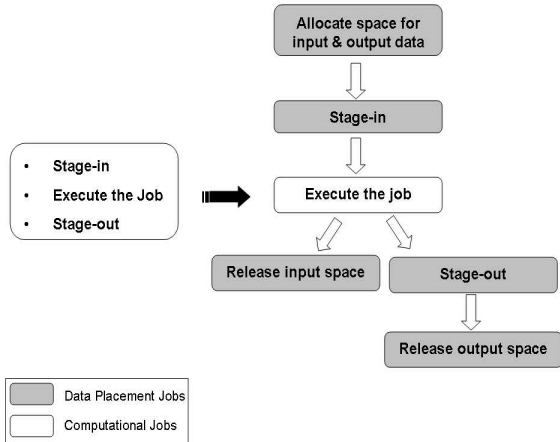 Allocate space for
input & output data
Stage-in
• Stage-in
• Execute the Job
• Stage-out
Execute the job
Release input space
Stage-out
Release output space
Data Placement Jobs
Computational Jobs